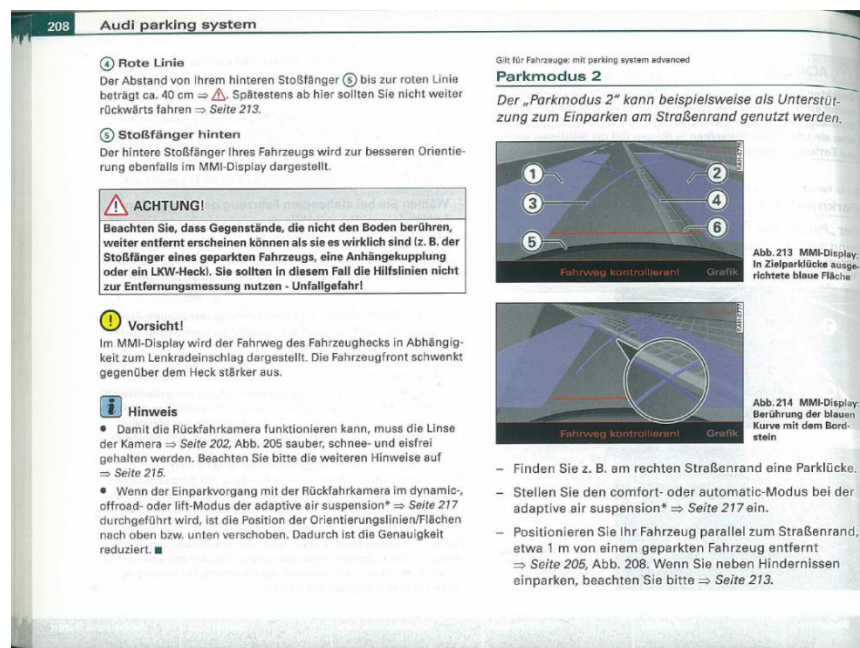 208
Audi parking system
④ Rote Linie
Der Abstand von Ihrem hinteren Stoßfänger ⑤ bis zur roten Linie
beträgt ca. 40 cm ⇒ ⚠. Spätestens ab hier sollten Sie nicht weiter
rückwärts fahren ⇒ Seite 213.
⑤ Stoßfänger hinten
Der hintere Stoßfänger Ihres Fahrzeugs wird zur besseren Orientie-
rung ebenfalls im MMI-Display dargestellt.
ACHTUNG!
Beachten Sie, dass Gegenstände, die nicht den Boden berühren,
weiter entfernt erscheinen können als sie es wirklich sind (z. B. der
Stoßfänger eines geparkten Fahrzeugs, eine Anhängekupplung
oder ein LKW-Heck). Sie sollten in diesem Fall die Hilfslinien nicht
zur Entfernungsmessung nutzen - Unfallgefahr!
Vorsicht!
Im MMI-Display wird der Fahrweg des Fahrzeughecks in Abhängig-
keit zum Lenkradeinschlag dargestellt. Die Fahrzeugfront schwenkt
gegenüber dem Heck stärker aus.
Hinweis
• Damit die Rückfahrkamera funktionieren kann, muss die Linse
der Kamera ⇒ Seite 202, Abb. 205 sauber, schnee- und eisfrei
gehalten werden. Beachten Sie bitte die weiteren Hinweise auf
⇒ Seite 215.
• Wenn der Einparkvorgang mit der Rückfahrkamera im dynamic-,
offroad- oder lift-Modus der adaptive air suspension* ⇒ Seite 217
durchgeführt wird, ist die Position der Orientierungslinien/Flächen
nach oben bzw. unten verschoben. Dadurch ist die Genauigkeit
reduziert. ■
Gilt für Fahrzeuge: mit parking system advanced
Parkmodus 2
Der „Parkmodus 2" kann beispielsweise als Unterstüt-
zung zum Einparken am Straßenrand genutzt werden.
1
2
3
4
5
6
Fahrweg kontrollieren! Grafik
Abb. 213 MMI-Display:
In Zielparklücke ausge-
richtete blaue Fläche
Fahrweg kontrollieren! Grafik
Abb. 214 MMI-Display:
Berührung der blauen
Kurve mit dem Bord-
stein
– Finden Sie z. B. am rechten Straßenrand eine Parklücke.
– Stellen Sie den comfort- oder automatic-Modus bei der
adaptive air suspension* ⇒ Seite 217 ein.
– Positionieren Sie Ihr Fahrzeug parallel zum Straßenrand,
etwa 1 m von einem geparkten Fahrzeug entfernt
⇒ Seite 205, Abb. 208. Wenn Sie neben Hindernissen
einparken, beachten Sie bitte ⇒ Seite 213.